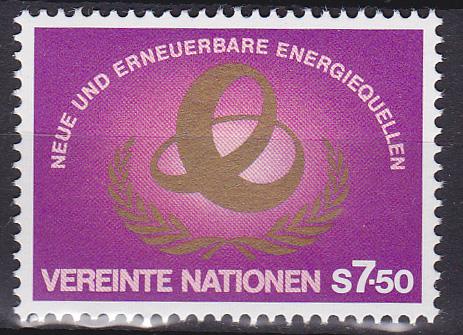 NEUE UND ERNEUERBARE ENERGIEQUELLEN
VEREINTE NATIONEN S7.50